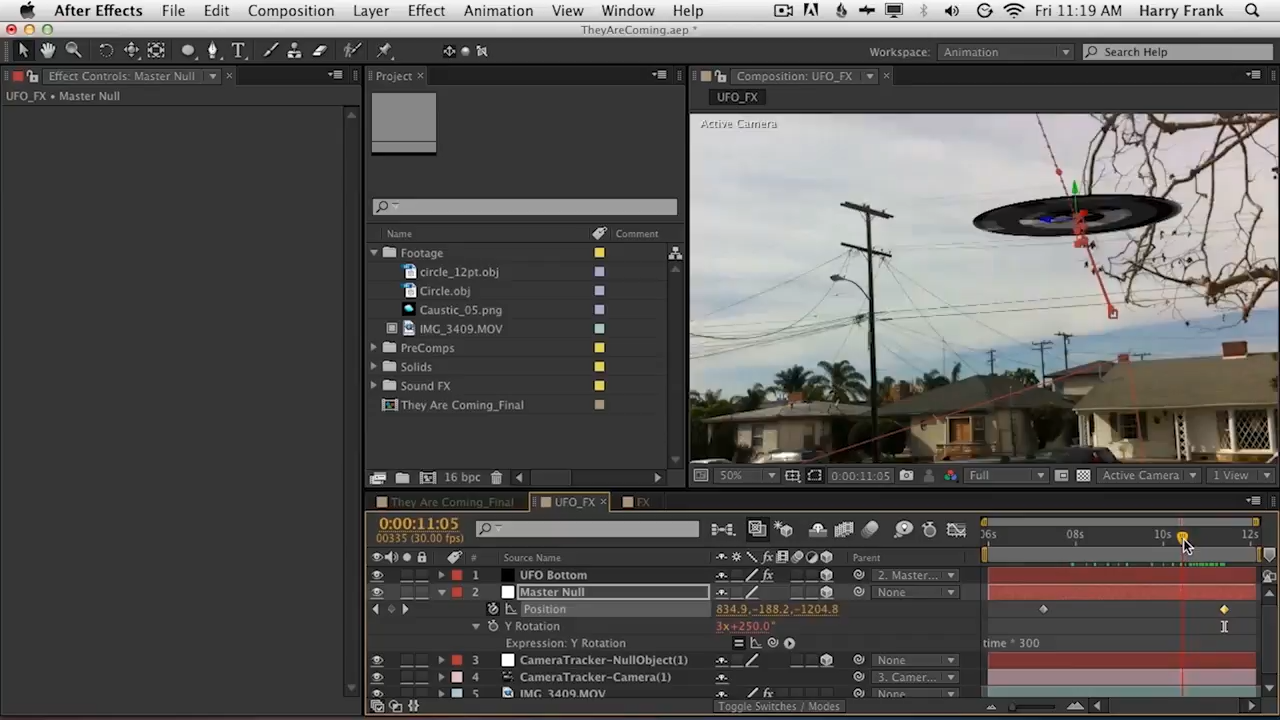 After Effects File Edit Composition Layer Effect Animation View Window Help Fri 11:19 AM Harry Frank
TheyAreComing.aep *
Workspace: Animation Search Help
Effect Controls: Master Null Project Composition: UFO_FX
UFO_FX • Master Null UFO_FX
Active Camera
Name Comment
Footage
circle_12pt.obj
Circle.obj
Caustic_05.png
IMG_3409.MOV
PreComps
Solids
Sound FX
They Are Coming_Final
16 bpc 50% 0:00:11:05 Full Active Camera 1 View
They Are Coming_Final UFO_FX FX
0:00:11:05
00335 (30.00 fps)
06s 08s 10s 12s
# Source Name Parent
1 UFO Bottom 2. Master...
2 Master Null None
Position 834.9,-188.2,-1204.8
Y Rotation 3x+250.0°
Expression: Y Rotation time * 300
3 CameraTracker-NullObject(1) None
4 CameraTracker-Camera(1) 3. Camer...
5 IMG_3409.MOV None
Toggle Switches / Modes